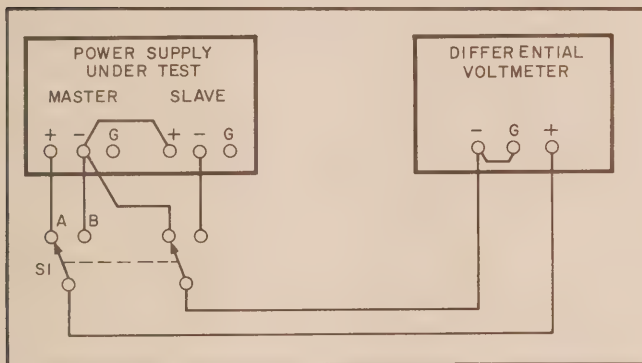 POWER SUPPLY
UNDER TEST
MASTER SLAVE
+ - G + - G
DIFFERENTIAL
VOLTMETER
- G +
A B
S1